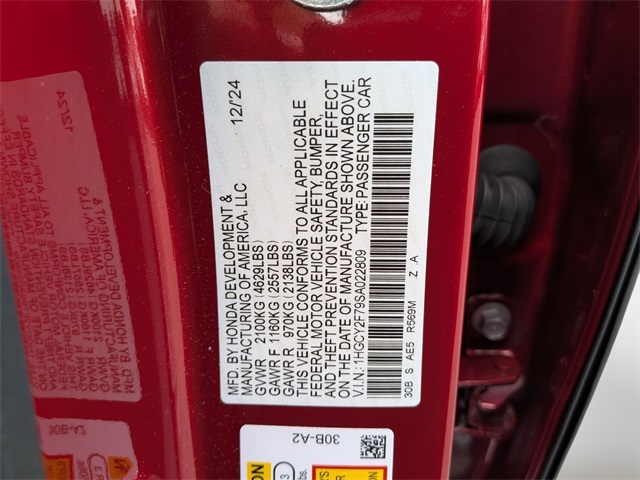 MFD. BY HONDA DEVELOPMENT & 12/24
MANUFACTURING OF AMERICA, LLC
GVWR 2100KG (4629LBS)
GAWR F 1160KG (2557LBS)
GAWR R 970KG (2138LBS)
THIS VEHICLE CONFORMS TO ALL APPLICABLE
FEDERAL MOTOR VEHICLE SAFETY, BUMPER,
AND THEFT PREVENTION STANDARDS IN EFFECT
ON THE DATE OF MANUFACTURE SHOWN ABOVE.
V.I.N.: 1HGCY2F79SA022809 TYPE: PASSENGER CAR
30B S AE5 R569M Z .A
30B-A2